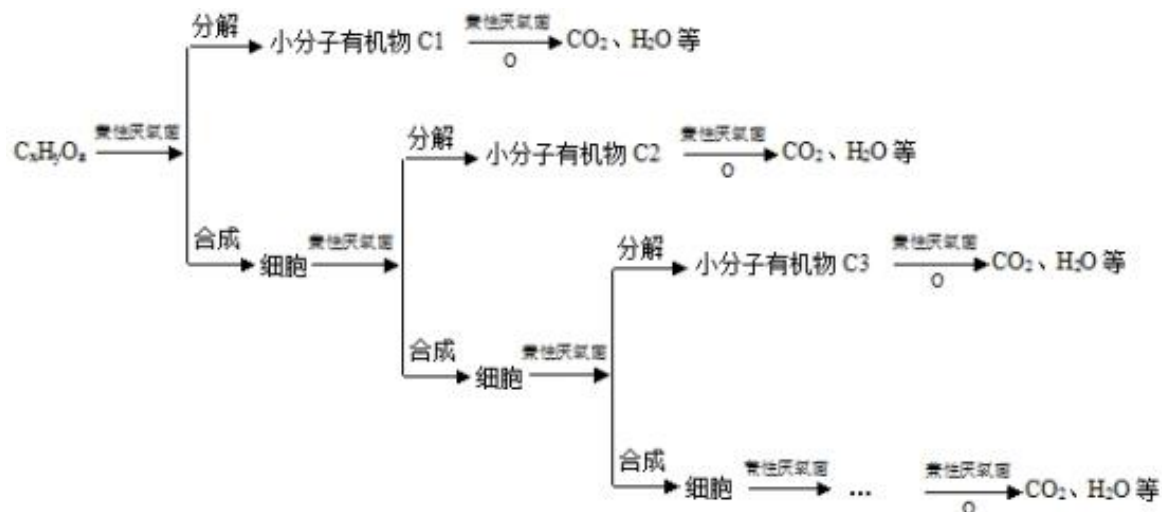 分解
小分子有机物 C1
兼性厌氧菌
O
CO₂、H₂O 等
CₓHᵧO₂
兼性厌氧菌
合成
细胞
兼性厌氧菌
分解
小分子有机物 C2
兼性厌氧菌
O
CO₂、H₂O 等
合成
细胞
兼性厌氧菌
分解
小分子有机物 C3
兼性厌氧菌
O
CO₂、H₂O 等
合成
细胞
兼性厌氧菌
...
兼性厌氧菌
O
CO₂、H₂O 等